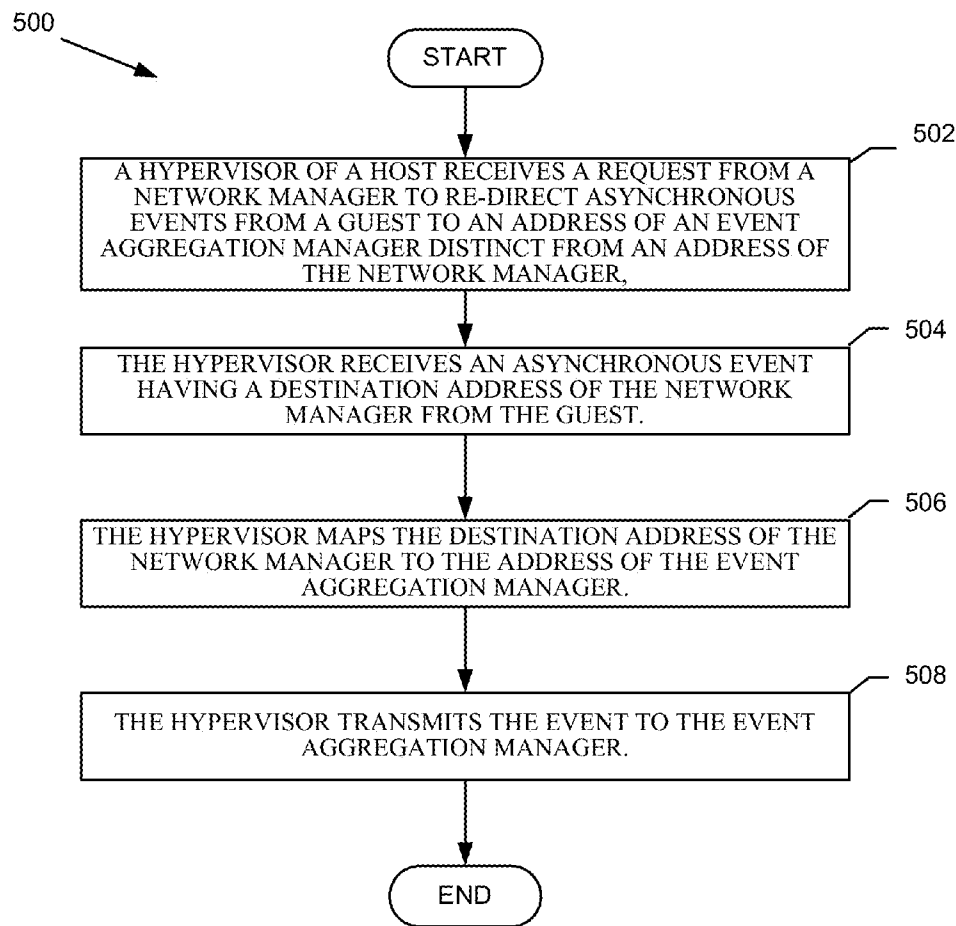 500
START
502
A HYPERVISOR OF A HOST RECEIVES A REQUEST FROM A
NETWORK MANAGER TO RE-DIRECT ASYNCHRONOUS
EVENTS FROM A GUEST TO AN ADDRESS OF AN EVENT
AGGREGATION MANAGER DISTINCT FROM AN ADDRESS OF
THE NETWORK MANAGER,
504
THE HYPERVISOR RECEIVES AN ASYNCHRONOUS EVENT
HAVING A DESTINATION ADDRESS OF THE NETWORK
MANAGER FROM THE GUEST.
506
THE HYPERVISOR MAPS THE DESTINATION ADDRESS OF THE
NETWORK MANAGER TO THE ADDRESS OF THE EVENT
AGGREGATION MANAGER.
508
THE HYPERVISOR TRANSMITS THE EVENT TO THE EVENT
AGGREGATION MANAGER.
END